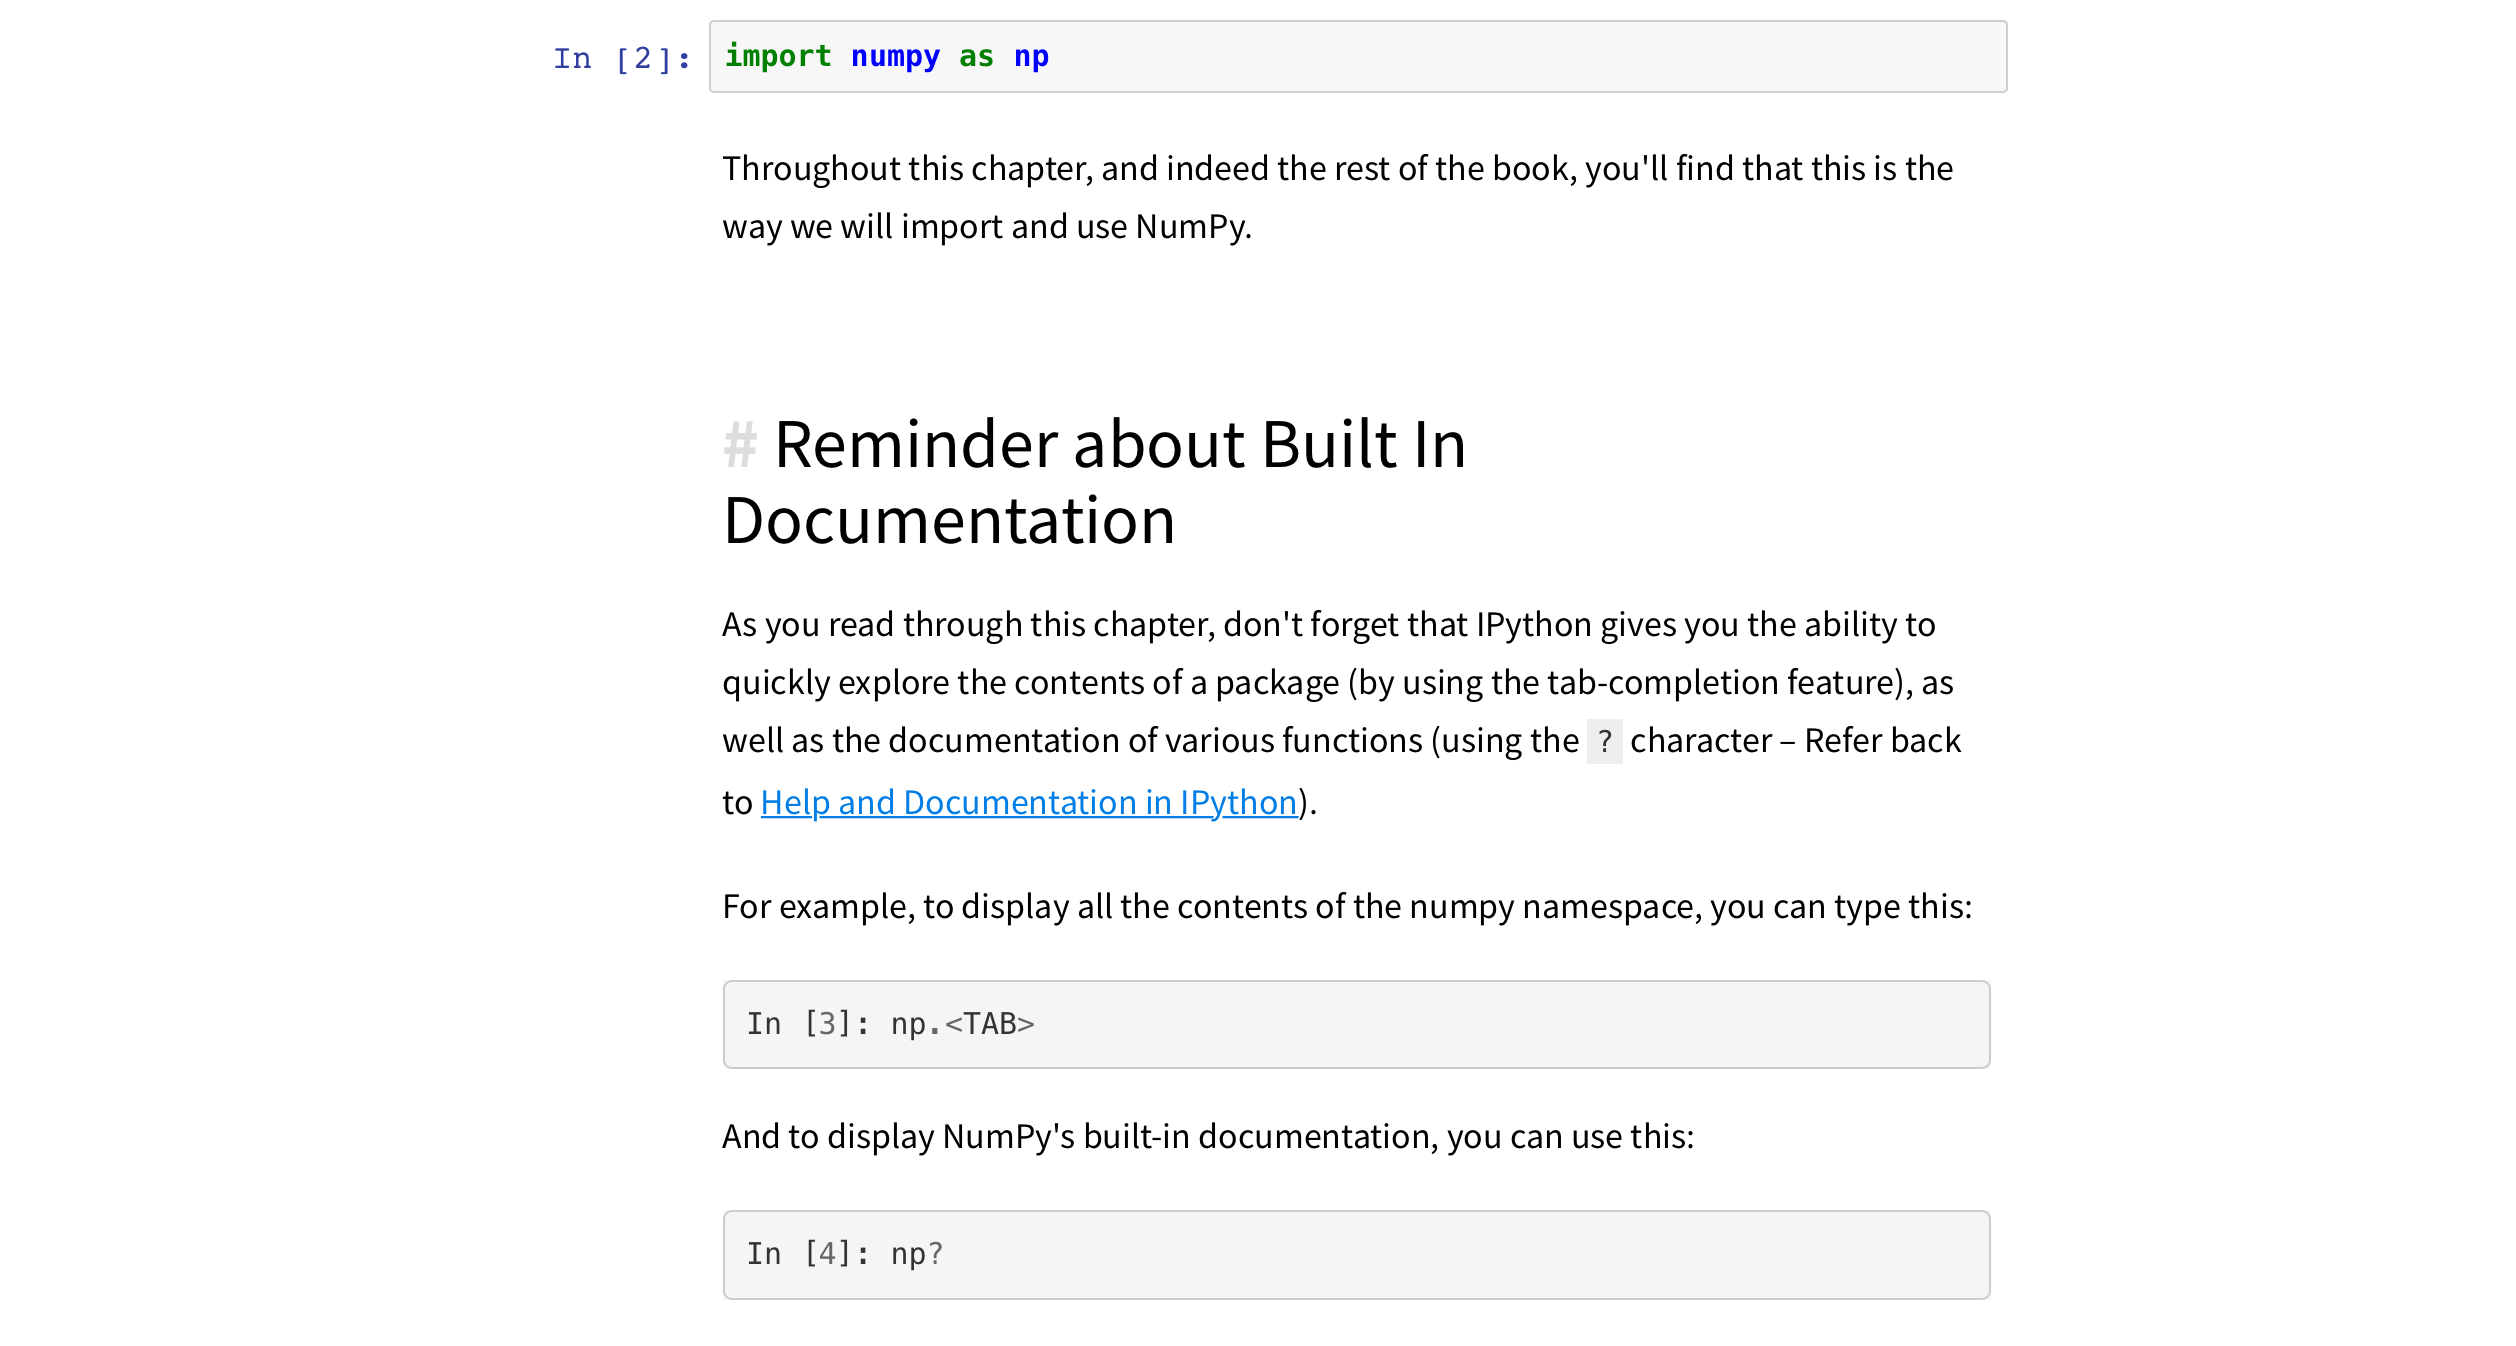 In [2]: import numpy as np
Throughout this chapter, and indeed the rest of the book, you'll find that this is the
way we will import and use NumPy.
# Reminder about Built In
Documentation
As you read through this chapter, don't forget that IPython gives you the ability to
quickly explore the contents of a package (by using the tab-completion feature), as
well as the documentation of various functions (using the ? character – Refer back
to Help and Documentation in IPython).
For example, to display all the contents of the numpy namespace, you can type this:
In [3]: np.<TAB>
And to display NumPy's built-in documentation, you can use this:
In [4]: np?